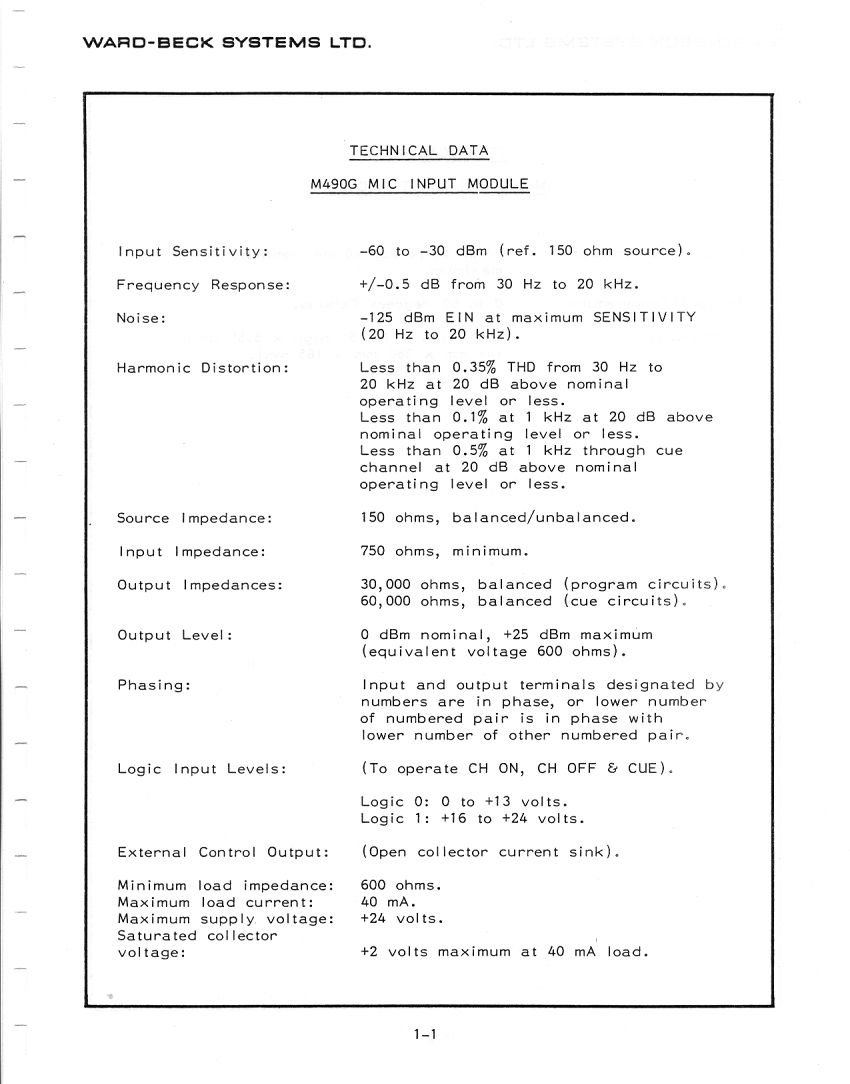 WARD-BECK SYSTEMS LTD.
TECHNICAL DATA
M490G MIC INPUT MODULE
Input Sensitivity: -60 to -30 dBm (ref. 150 ohm source).
Frequency Response: +/-0.5 dB from 30 Hz to 20 kHz.
Noise: -125 dBm EIN at maximum SENSITIVITY
(20 Hz to 20 kHz).
Harmonic Distortion: Less than 0.35% THD from 30 Hz to
20 kHz at 20 dB above nominal
operating level or less.
Less than 0.1% at 1 kHz at 20 dB above
nominal operating level or less.
Less than 0.5% at 1 kHz through cue
channel at 20 dB above nominal
operating level or less.
Source Impedance: 150 ohms, balanced/unbalanced.
Input Impedance: 750 ohms, minimum.
Output Impedances: 30,000 ohms, balanced (program circuits).
60,000 ohms, balanced (cue circuits).
Output Level: 0 dBm nominal, +25 dBm maximum
(equivalent voltage 600 ohms).
Phasing: Input and output terminals designated by
numbers are in phase, or lower number
of numbered pair is in phase with
lower number of other numbered pair.
Logic Input Levels: (To operate CH ON, CH OFF & CUE).
Logic 0: 0 to +13 volts.
Logic 1: +16 to +24 volts.
External Control Output: (Open collector current sink).
Minimum load impedance: 600 ohms.
Maximum load current: 40 mA.
Maximum supply voltage: +24 volts.
Saturated collector
voltage: +2 volts maximum at 40 mA load.
1-1